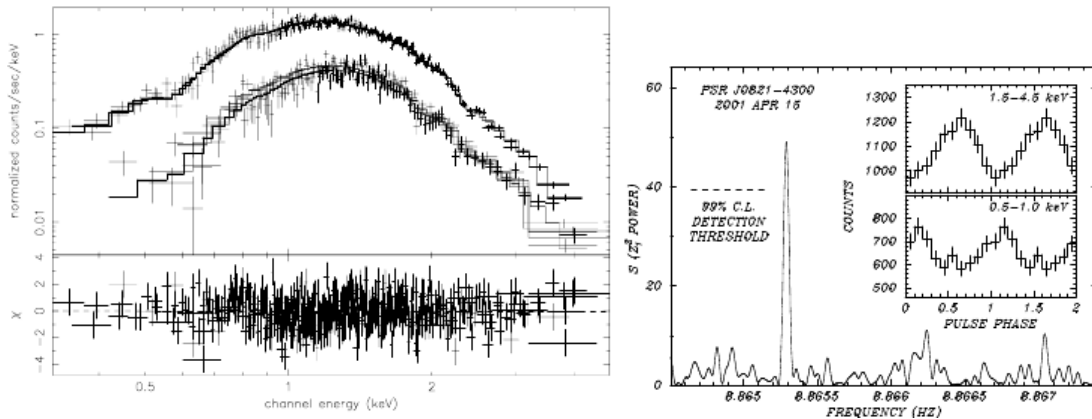 normalized counts/sec/keV
1
0.1
0.01
χ
4
2
0
−2
−4
0.5
1
2
channel energy (keV)
S (Z₁² POWER)
60
40
20
0
PSR J0821-4300
2001 APR 15
99% C.L.
DETECTION
THRESHOLD
COUNTS
1300
1200
1100
1000
1.5-4.5 keV
800
700
600
500
0.5-1.0 keV
0 0.5 1 1.5 2
PULSE PHASE
8.865 8.8655 8.866 8.8665 8.867
FREQUENCY (HZ)